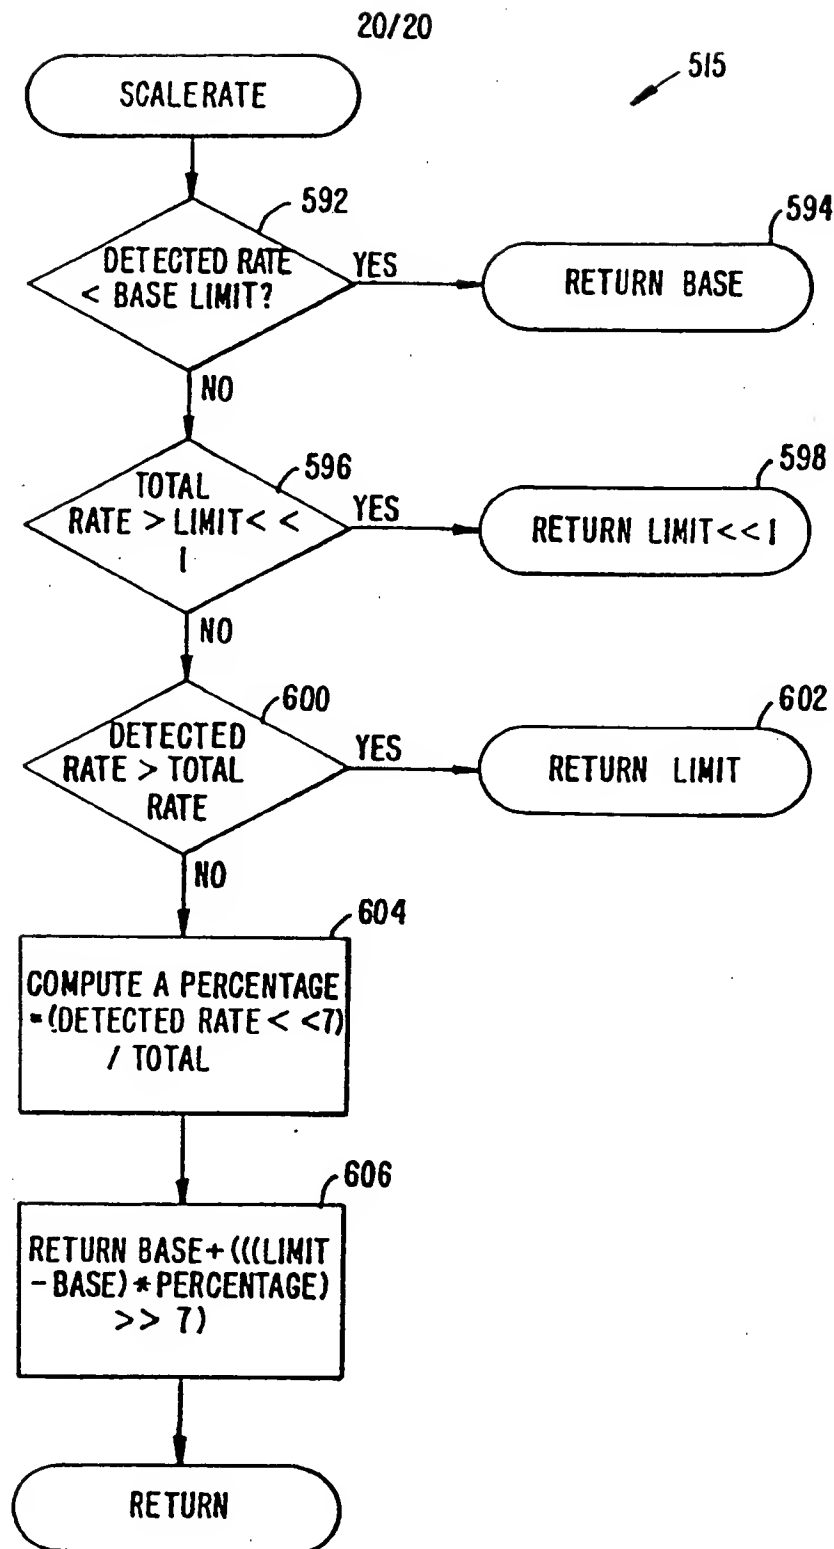 20/20
SCALERATE
515
592
DETECTED RATE
< BASE LIMIT?
YES
594
RETURN BASE
NO
596
TOTAL
RATE > LIMIT< <
1
YES
598
RETURN LIMIT<<1
NO
600
DETECTED
RATE > TOTAL
RATE
YES
602
RETURN LIMIT
NO
604
COMPUTE A PERCENTAGE
=(DETECTED RATE< <7)
/ TOTAL
606
RETURN BASE+(((LIMIT
-BASE)*PERCENTAGE)
>> 7)
RETURN